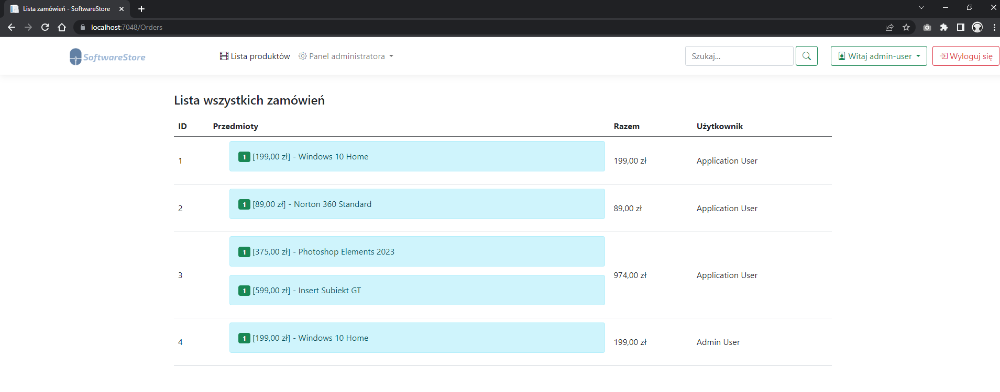 Lista zamówień - SoftwareStore
localhost:7048/Orders
SoftwareStore
Lista produktów
Panel administratora
Szukaj...
Witaj admin-user
Wyloguj się
Lista wszystkich zamówień
ID Przedmioty Razem Użytkownik
1 1 [199,00 zł] - Windows 10 Home 199,00 zł Application User
2 1 [89,00 zł] - Norton 360 Standard 89,00 zł Application User
1 [375,00 zł] - Photoshop Elements 2023
3 974,00 zł Application User
1 [599,00 zł] - Insert Subiekt GT
4 1 [199,00 zł] - Windows 10 Home 199,00 zł Admin User